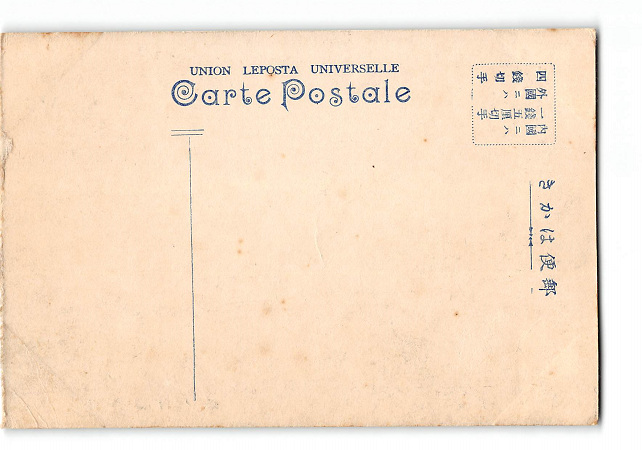 UNION LEPOSTA UNIVERSELLE
Carte Postale
内國ニハ
一錢五厘切手
外國ニハ
四錢切手
郵便はかき